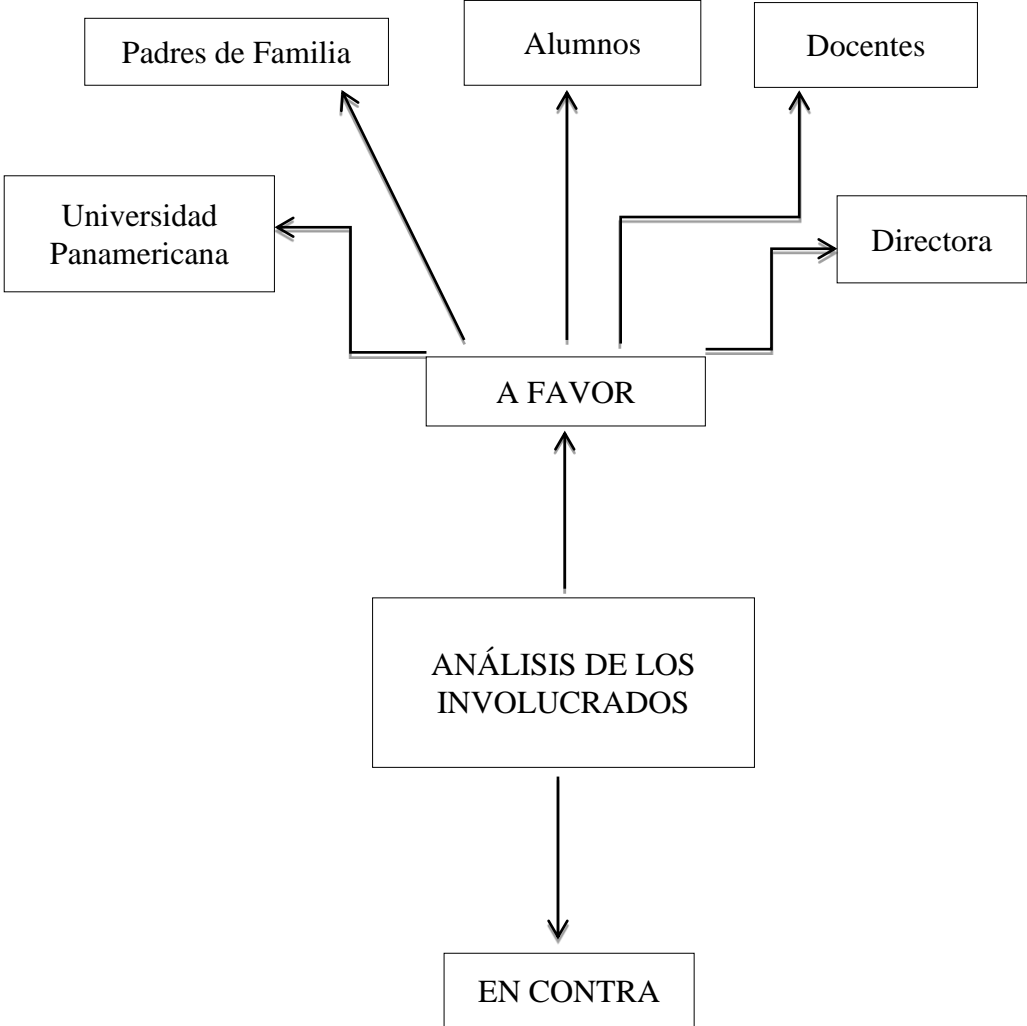 Padres de Familia
Alumnos
Docentes
Universidad
Panamericana
Directora
A FAVOR
ANÁLISIS DE LOS
INVOLUCRADOS
EN CONTRA